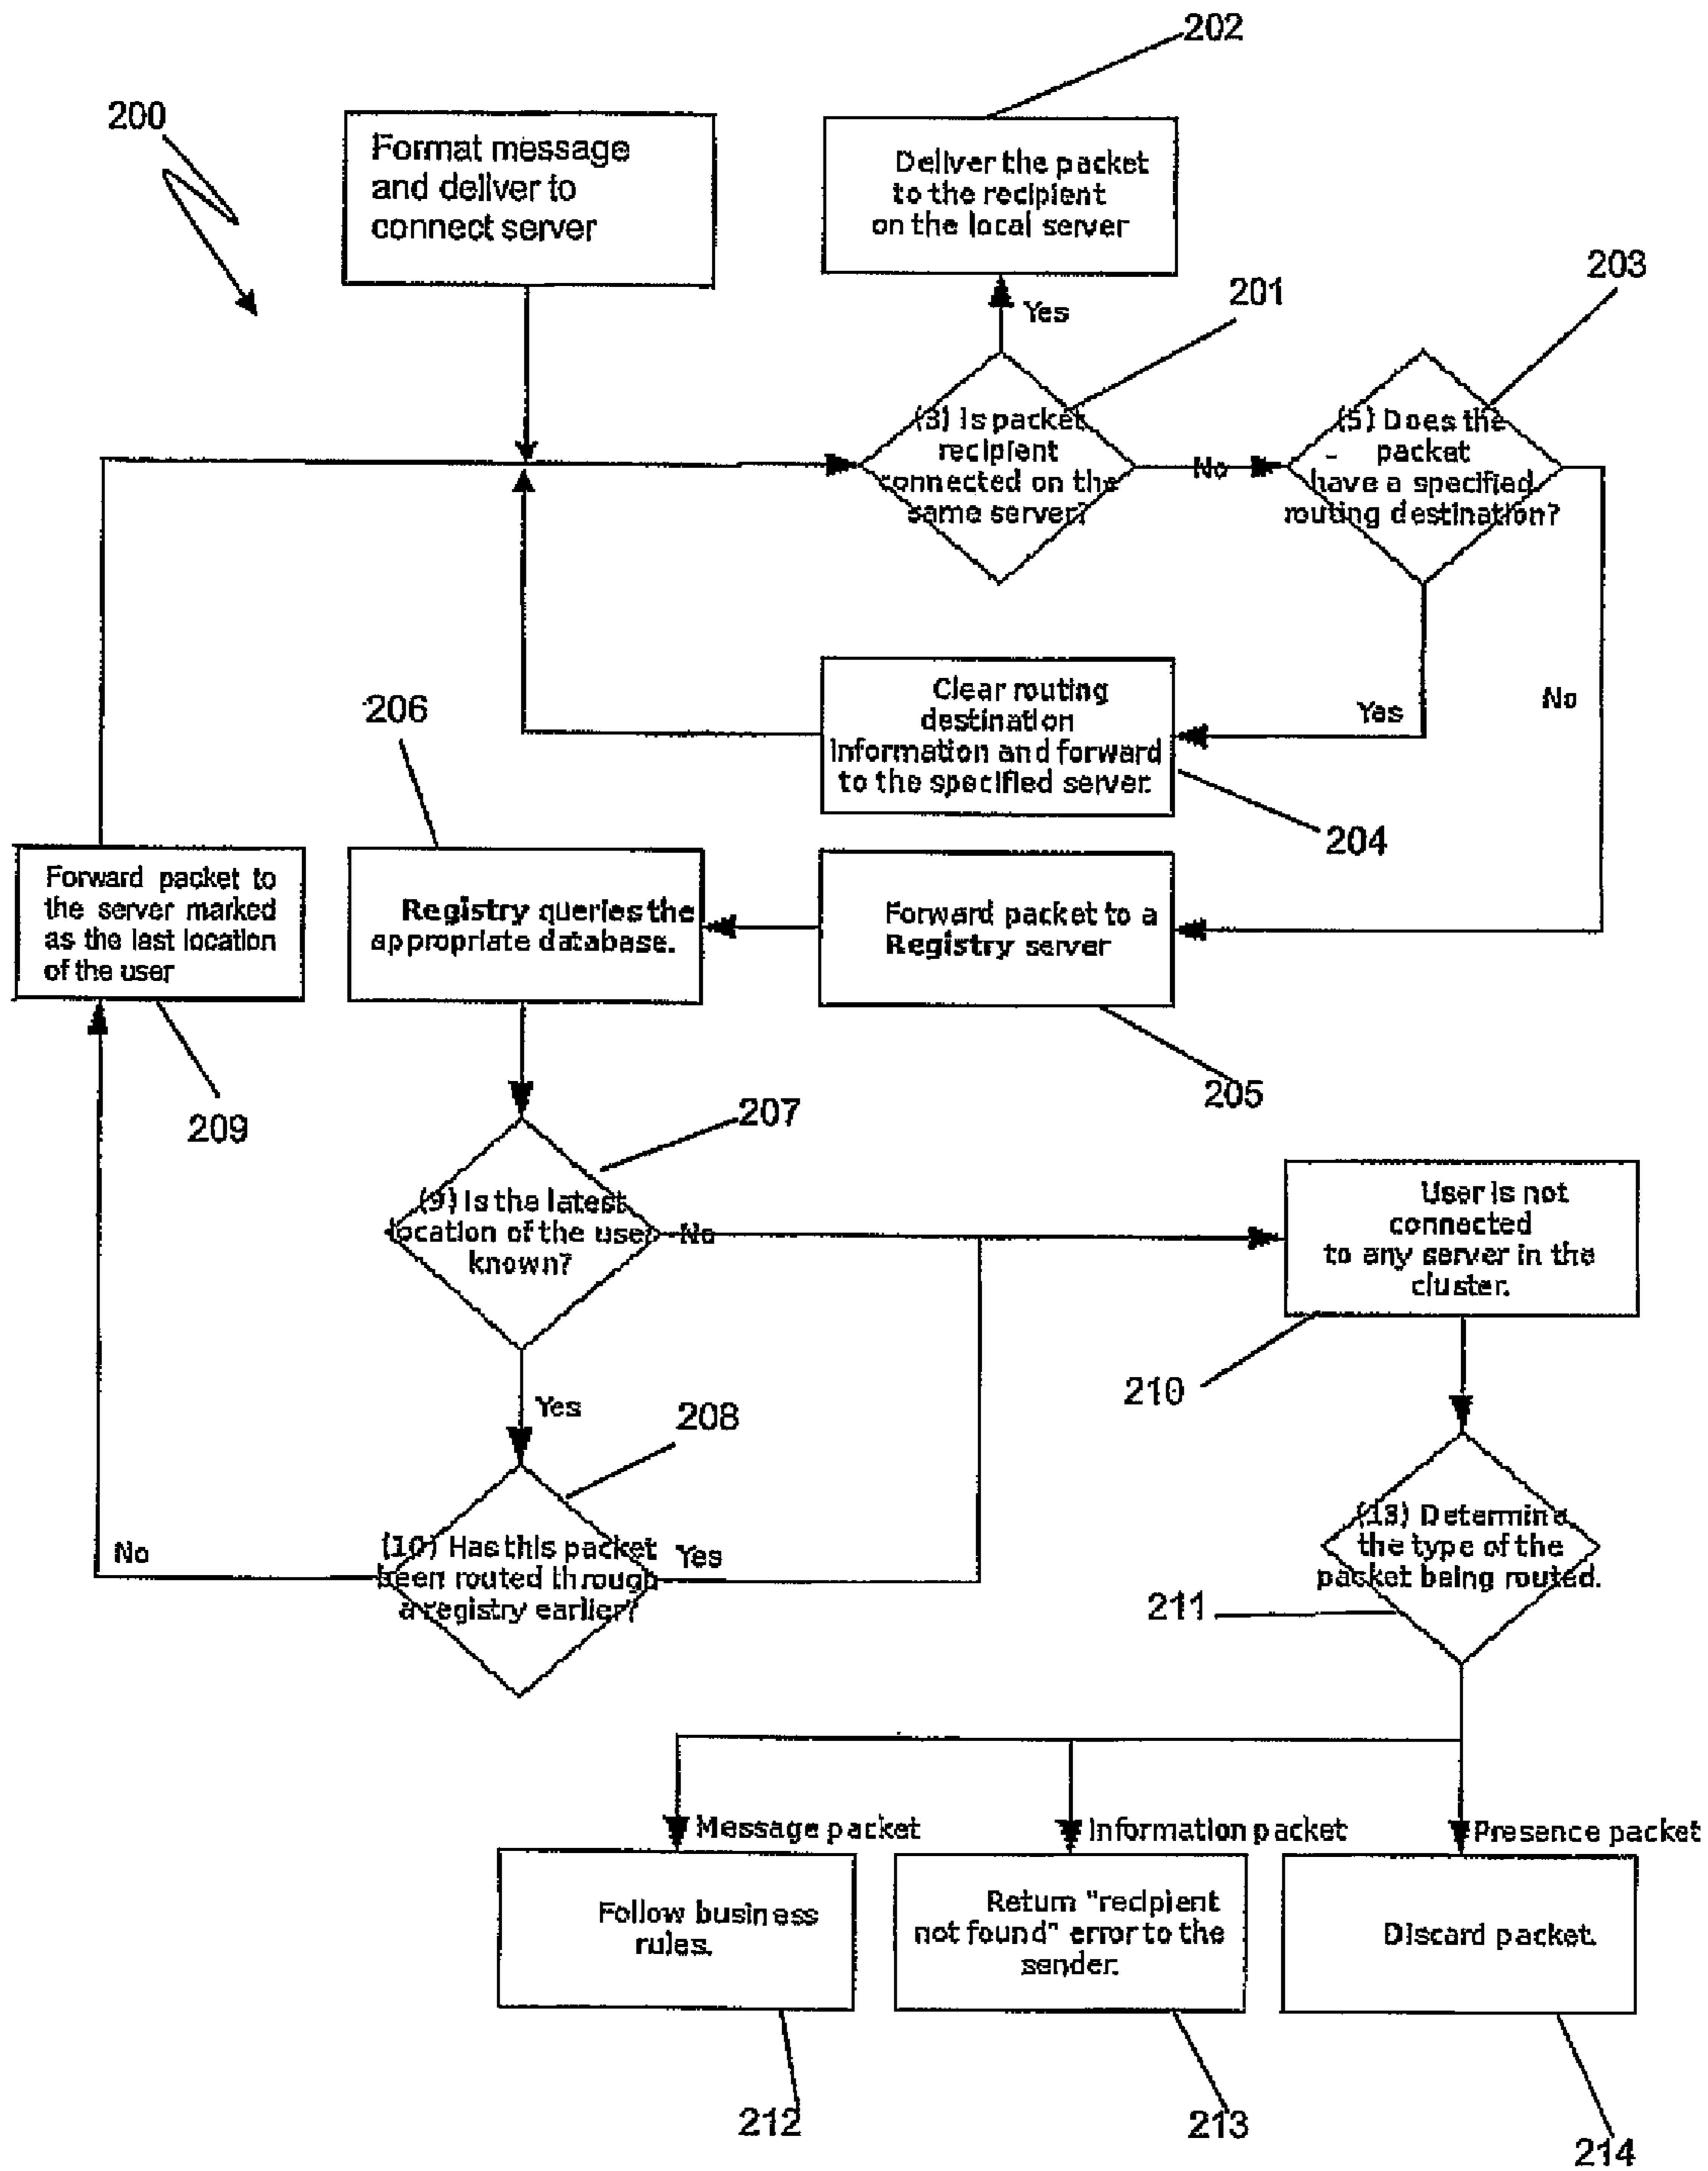 202
200
Format message
and deliver to
connect server
Deliver the packet
to the recipient
on the local server
203
201
Yes
(3) Is packet
recipient
connected on the
same server?
No
(5) Does the
packet
have a specified
routing destination?
Clear routing
destination
Information and forward
to the specified server.
Yes
No
206
204
Forward packet to
the server marked
as the last location
of the user
Registry queries the
appropriate database.
Forward packet to a
Registry server
205
209
207
(9) Is the latest
location of the user
known?
No
User is not
connected
to any server in the
cluster.
210
Yes
208
(10) Has this packet
been routed through
a registry earlier?
No
Yes
(13) Determine
the type of the
packet being routed.
211
Message packet
Information packet
Presence packet
Follow business
rules.
Return "recipient
not found" error to the
sender.
Discard packet.
212
213
214